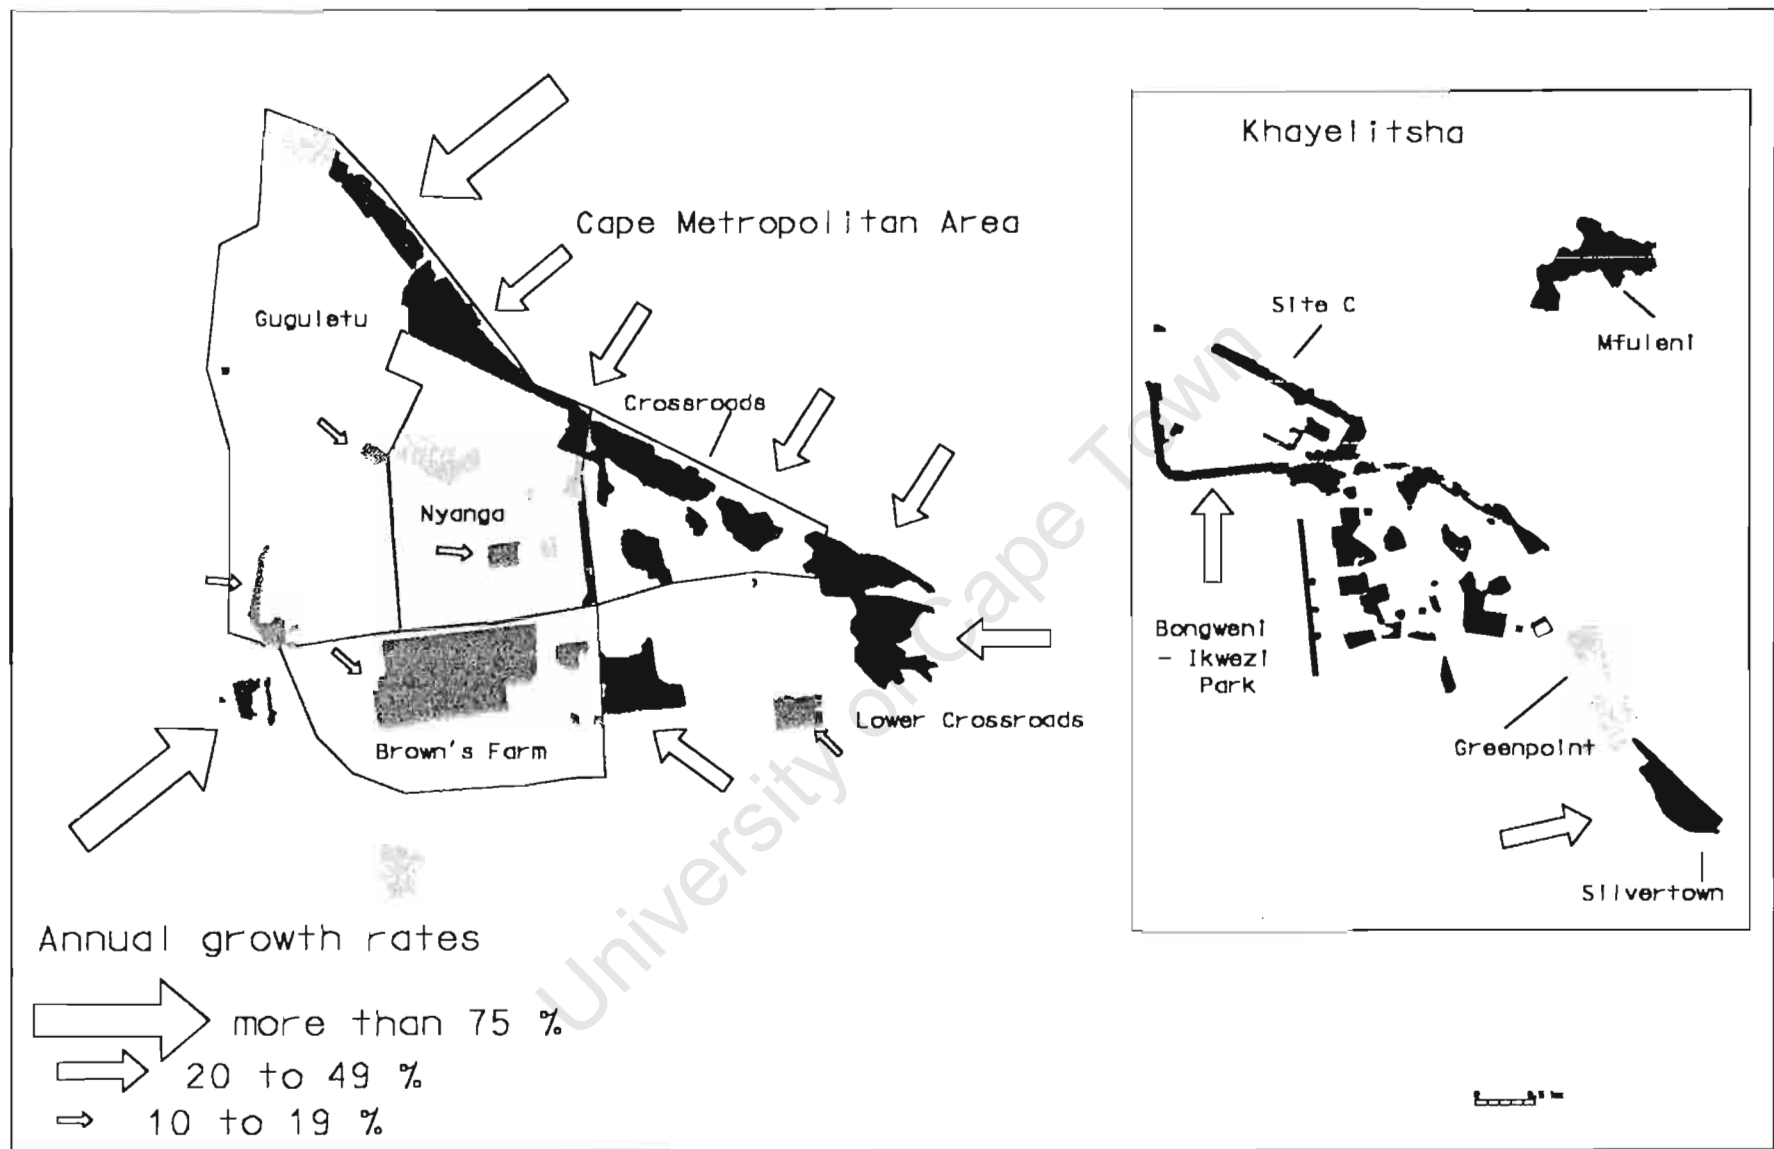 Khayelitsha
Cape Metropolitan Area
Guguletu
Site C
Mfuleni
Crossroads
Nyanga
Bongweni
- Ikwezi
Park
Lower Crossroads
Brown's Farm
Greenpoint
Silvertown
University of Cape Town
Annual growth rates
more than 75 %
20 to 49 %
10 to 19 %